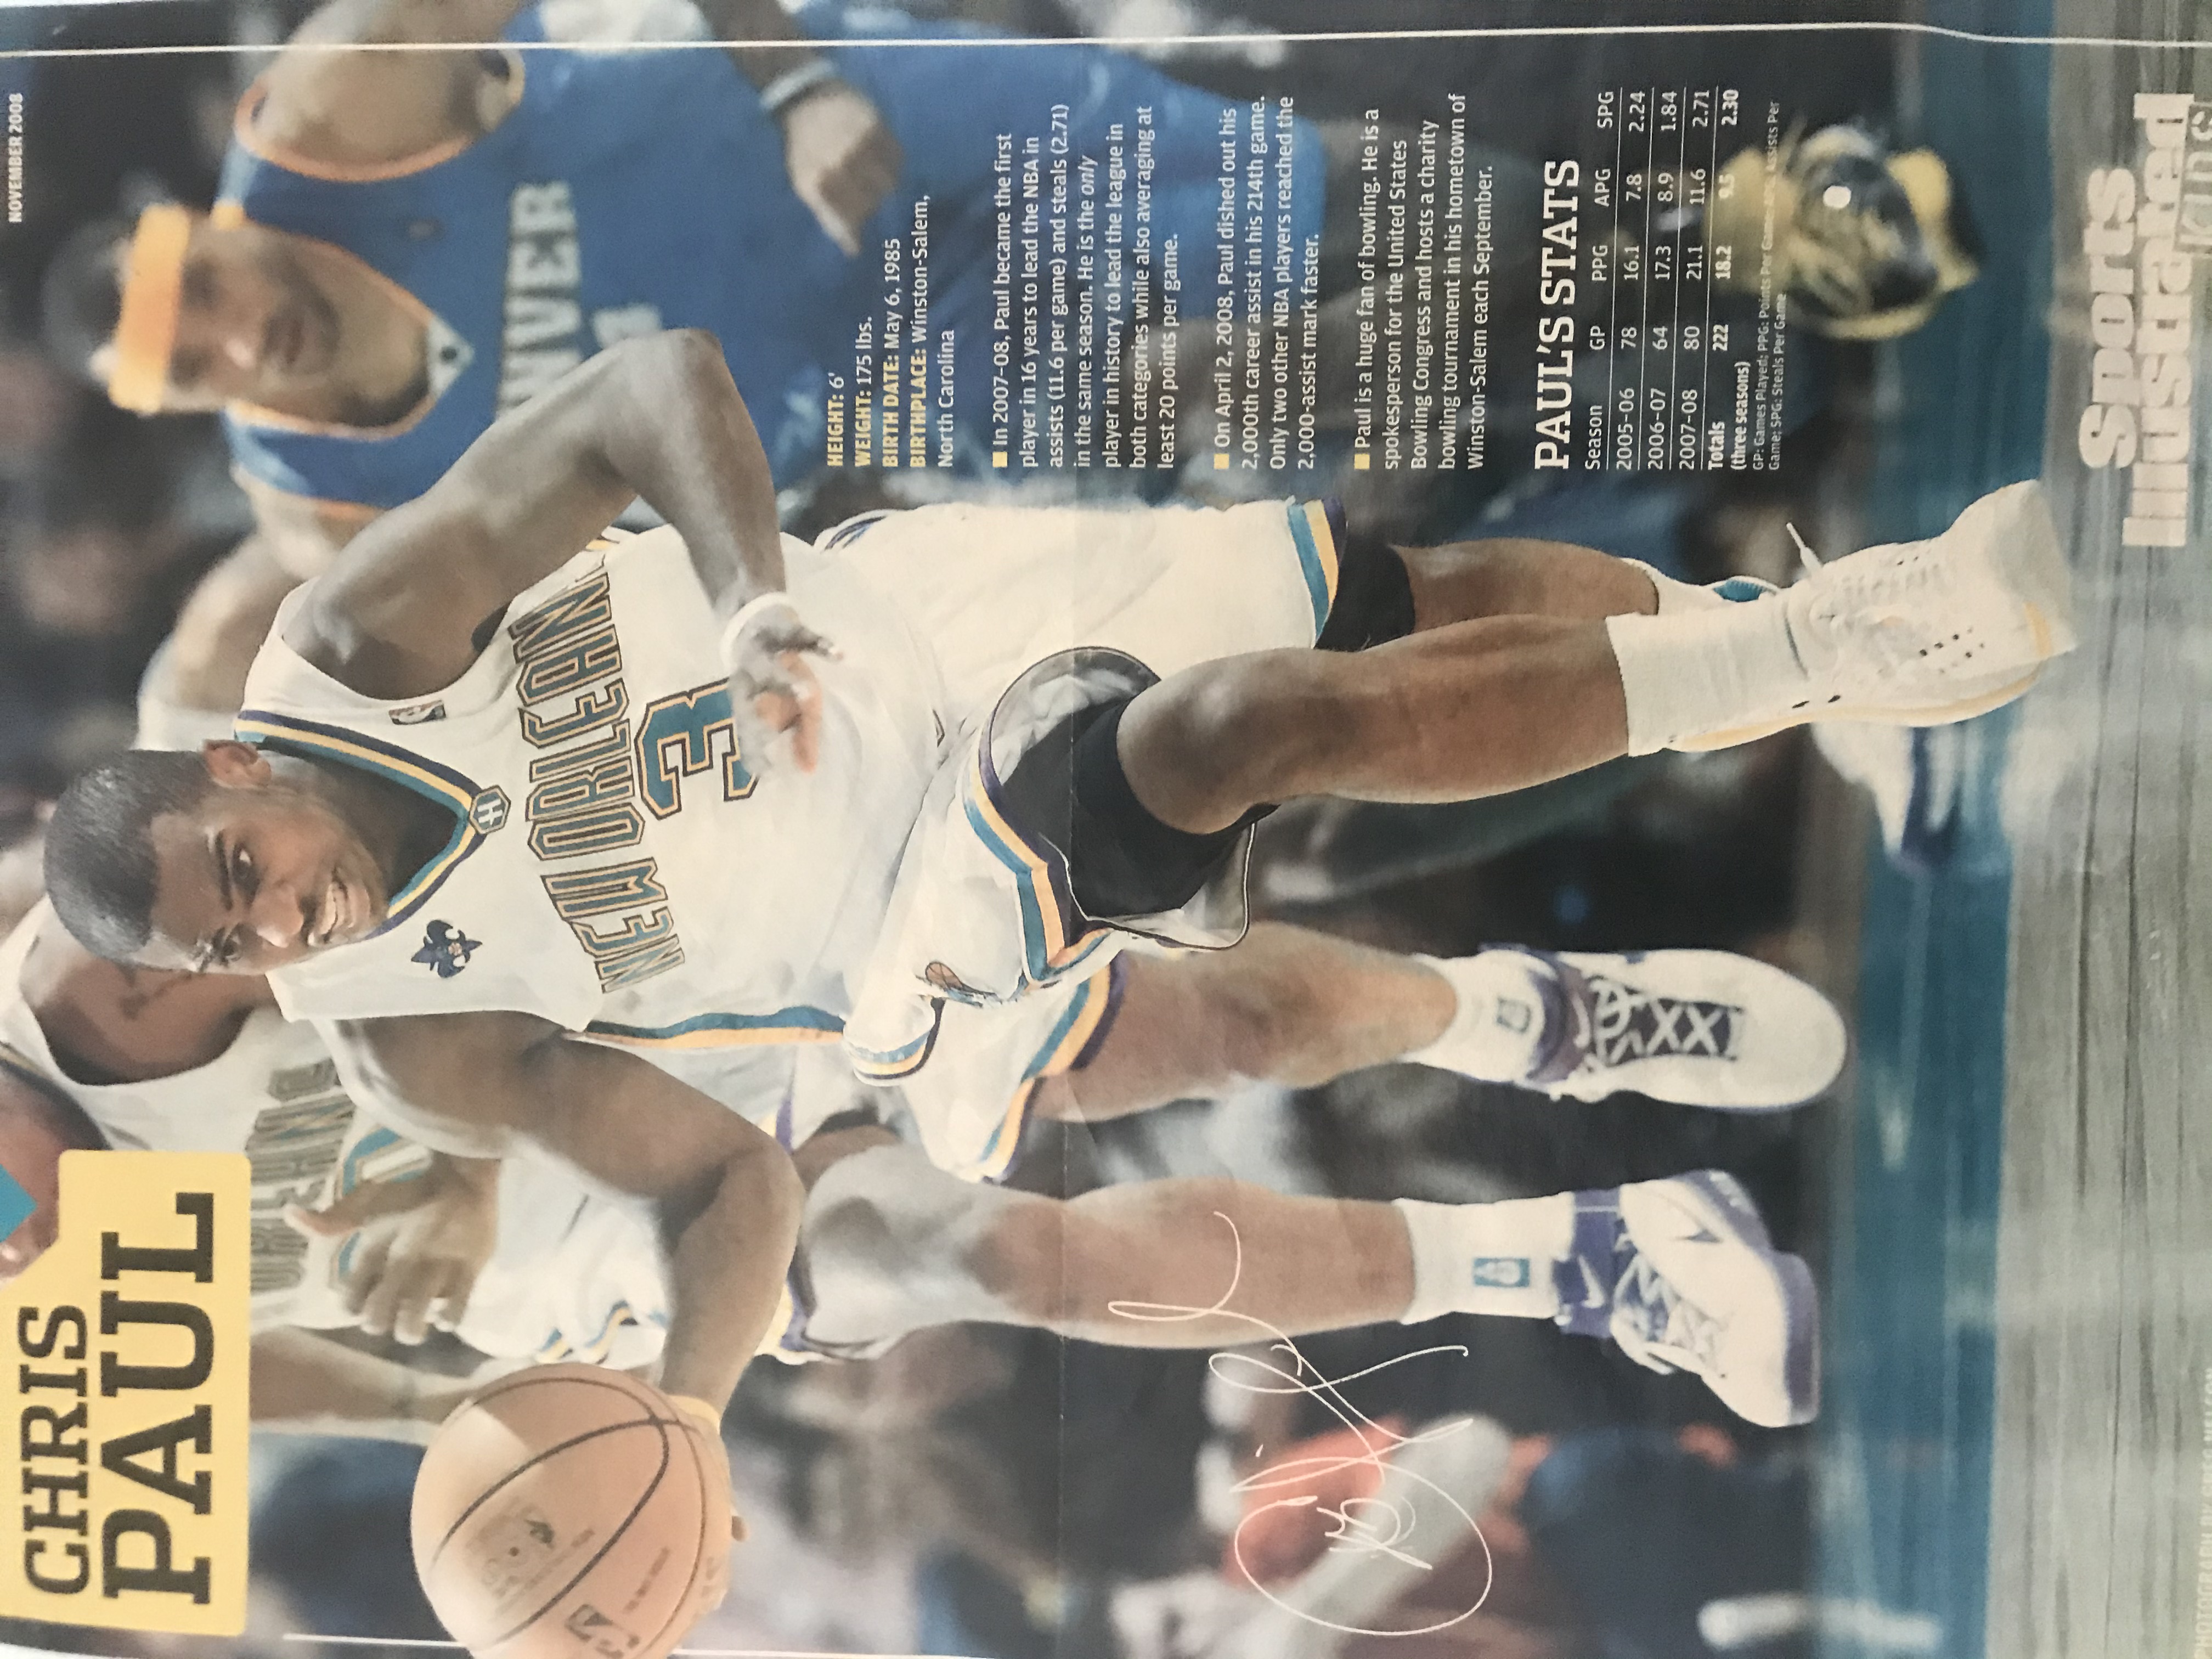 NOVEMBER 2008
CHRIS
PAUL
NEW ORLEAN
3
NVER
HEIGHT: 6'
WEIGHT: 175 lbs.
BIRTH DATE: May 6, 1985
BIRTHPLACE: Winston-Salem,
North Carolina
In 2007–08, Paul became the first
player in 16 years to lead the NBA in
assists (11.6 per game) and steals (2.71)
in the same season. He is the only
player in history to lead the league in
both categories while also averaging at
least 20 points per game.
On April 2, 2008, Paul dished out his
2,000th career assist in his 214th game.
Only two other NBA players reached the
2,000-assist mark faster.
Paul is a huge fan of bowling. He is a
spokesperson for the United States
Bowling Congress and hosts a charity
bowling tournament in his hometown of
Winston-Salem each September.
PAUL'S STATS
Season GP PPG APG SPG
2005-06 78 16.1 7.8 2.24
2006-07 64 17.3 8.9 1.84
2007-08 80 21.1 11.6 2.71
Totals 222 18.2 9.5 2.30
(three seasons)
GP: Games Played; PPG: Points Per Game; APG: Assists Per
Game; SPG: Steals Per Game
Sports
Illustrated
KIDS
PHOTOGRAPH BY GREG NELSON